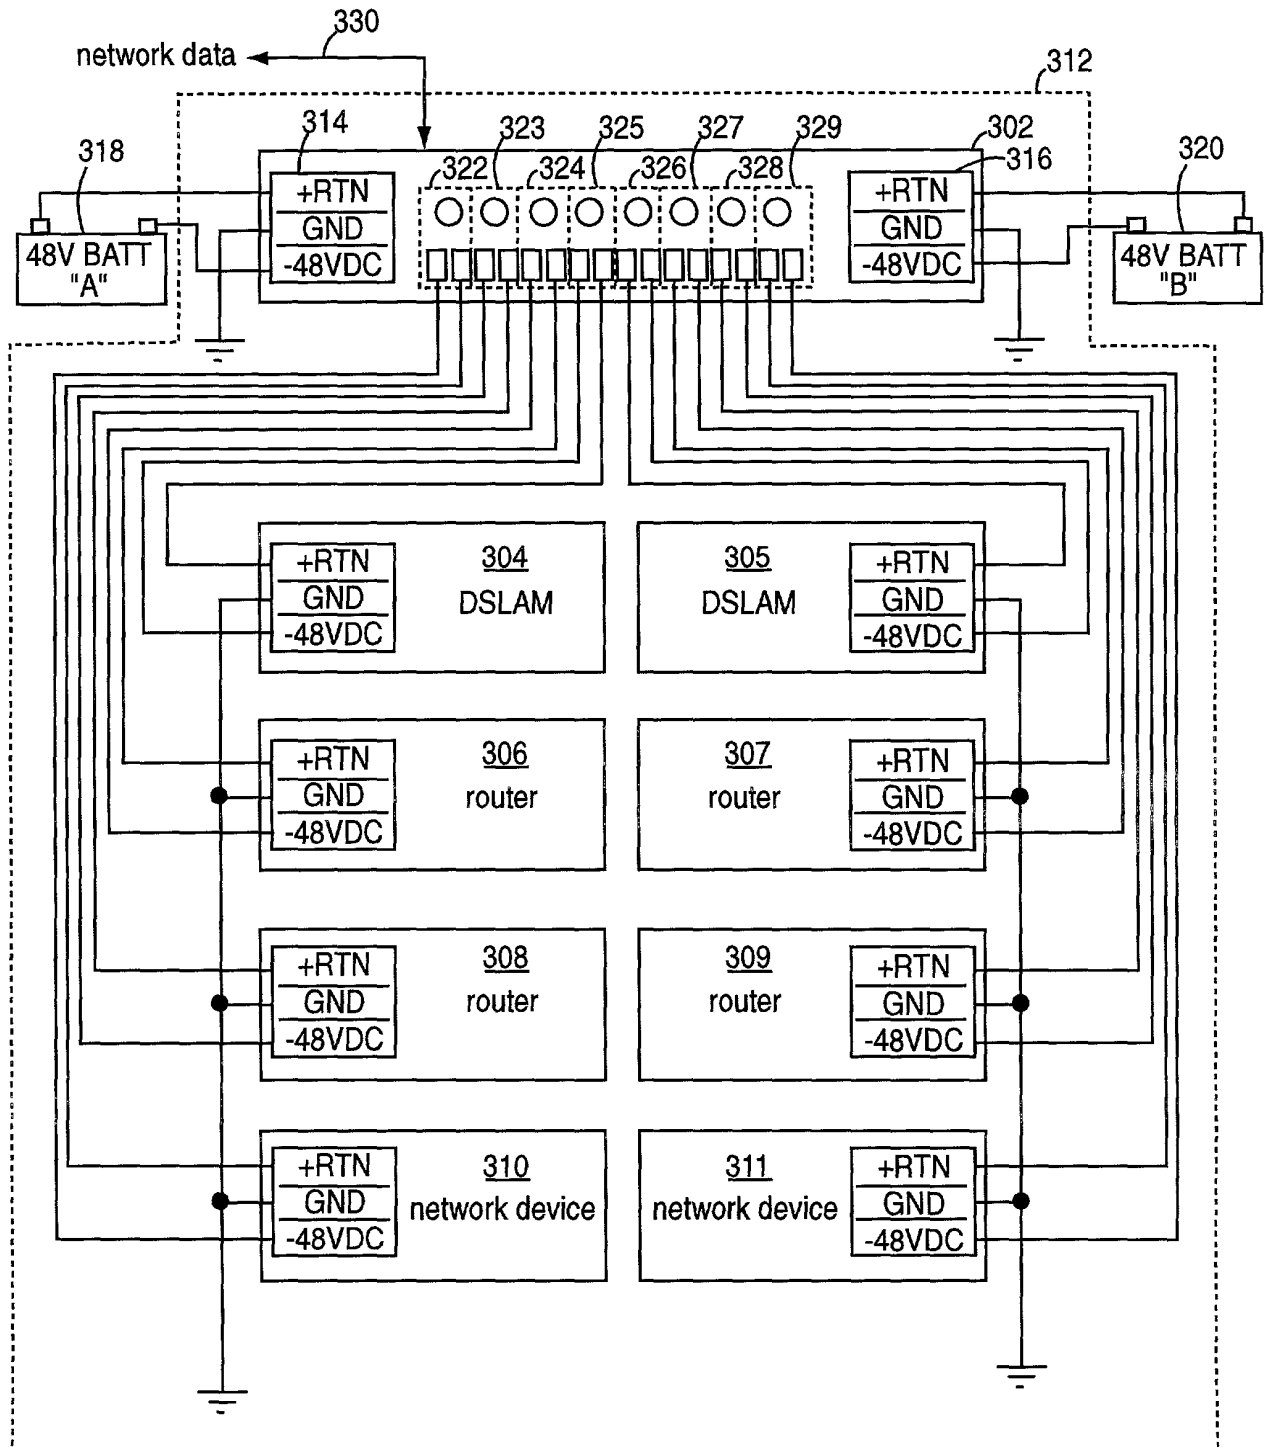 330
network data
312
314
323
325
327
329
302
318
322
324
326
328
316
320
+RTN
GND
-48VDC
+RTN
GND
-48VDC
48V BATT
"A"
48V BATT
"B"
+RTN
GND
-48VDC
304
DSLAM
305
DSLAM
+RTN
GND
-48VDC
+RTN
GND
-48VDC
306
router
307
router
+RTN
GND
-48VDC
+RTN
GND
-48VDC
308
router
309
router
+RTN
GND
-48VDC
+RTN
GND
-48VDC
310
network device
311
network device
+RTN
GND
-48VDC